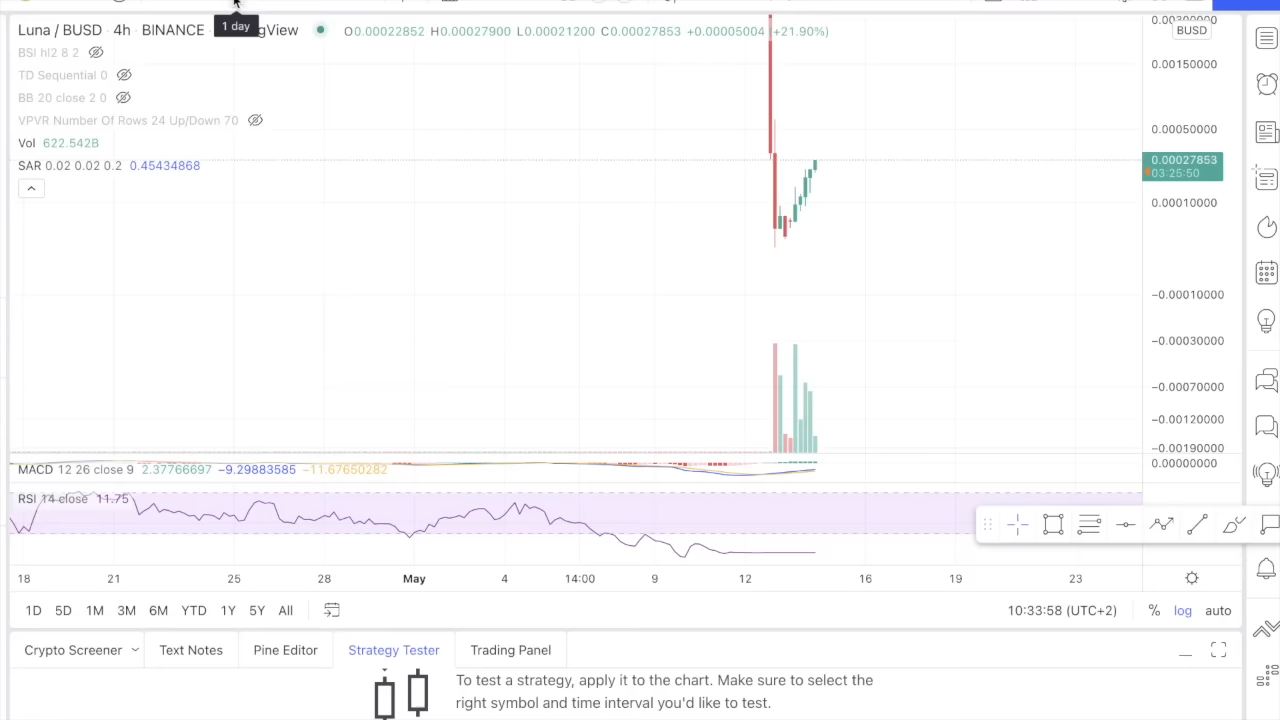 1 day
Luna / BUSD · 4h · BINANCE gView O0.00022852 H0.00027900 L0.00021200 C0.00027853 +0.00005004 (+21.90%)
BSI hl2 8 2
TD Sequential 0
BB 20 close 2 0
VPVR Number Of Rows 24 Up/Down 70
Vol 622.542B
SAR 0.02 0.02 0.2 0.45434868
0.00300000
BUSD
0.00150000
0.00050000
0.00027853
03:25:50
0.00010000
−0.00010000
−0.00030000
−0.00070000
−0.00120000
−0.00190000
0.00000000
MACD 12 26 close 9 2.37766697 −9.29883585 −11.67650282
RSI 14 close 11.75
18 21 25 28 May 4 14:00 9 12 16 19 23
1D 5D 1M 3M 6M YTD 1Y 5Y All 10:33:58 (UTC+2) % log auto
Crypto Screener Text Notes Pine Editor Strategy Tester Trading Panel
To test a strategy, apply it to the chart. Make sure to select the
right symbol and time interval you'd like to test.